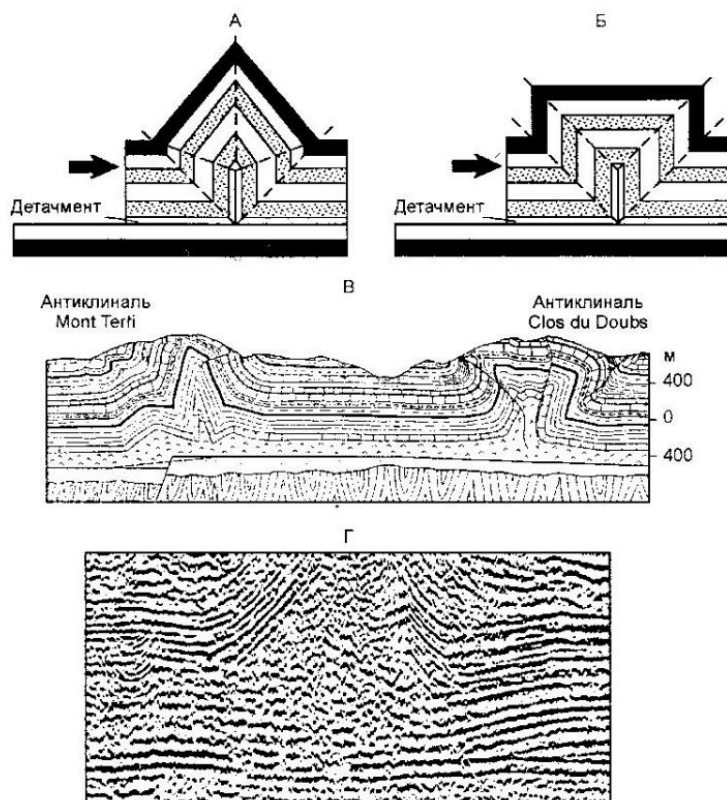 А
Б
Детачмент
Детачмент
В
Антиклиналь
Mont Terri
Антиклиналь
Clos du Doubs
м
400
0
400
Г